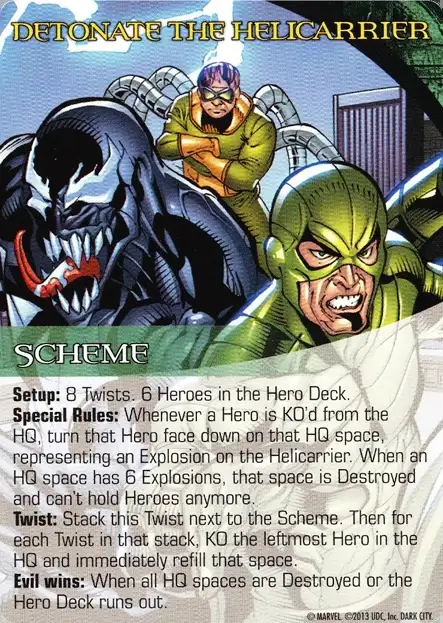 DETONATE THE HELICARRIER
SCHEME
Setup: 8 Twists. 6 Heroes in the Hero Deck.
Special Rules: Whenever a Hero is KO'd from the
HQ, turn that Hero face down on that HQ space,
representing an Explosion on the Helicarrier. When an
HQ space has 6 Explosions, that space is Destroyed
and can't hold Heroes anymore.
Twist: Stack this Twist next to the Scheme. Then for
each Twist in that stack, KO the leftmost Hero in the
HQ and immediately refill that space.
Evil wins: When all HQ spaces are Destroyed or the
Hero Deck runs out.
© MARVEL ©2013 UDC, Inc. DARK CITY.